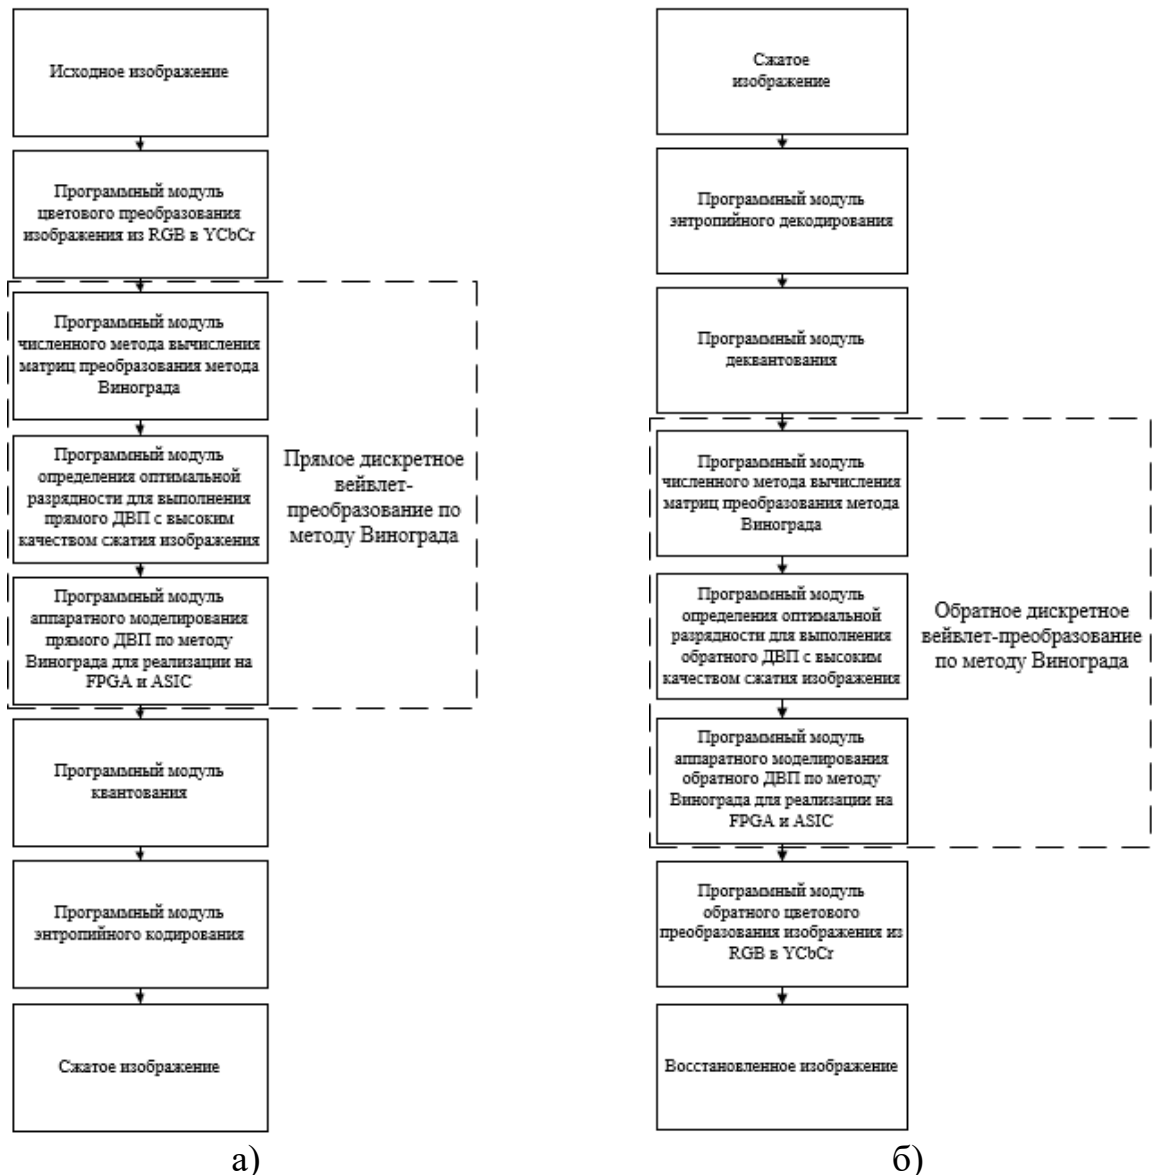 Исходное изображение
Программный модуль
цветового преобразования
изображения из RGB в YCbCr
Программный модуль
численного метода вычисления
матриц преобразования метода
Винограда
Программный модуль
определения оптимальной
разрядности для выполнения
прямого ДВП с высоким
качеством сжатия изображения
Программный модуль
аппаратного моделирования
прямого ДВП по методу
Винограда для реализации на
FPGA и ASIC
Прямое дискретное
вейвлет-
преобразование по
методу Винограда
Программный модуль
квантования
Программный модуль
энтропийного кодирования
Сжатое изображение
а)
Сжатое
изображение
Программный модуль
энтропийного декодирования
Программный модуль
деквантования
Программный модуль
численного метода вычисления
матриц преобразования метода
Винограда
Программный модуль
определения оптимальной
разрядности для выполнения
обратного ДВП с высоким
качеством сжатия изображения
Программный модуль
аппаратного моделирования
обратного ДВП по методу
Винограда для реализации на
FPGA и ASIC
Обратное дискретное
вейвлет-преобразование
по методу Винограда
Программный модуль
обратного цветового
преобразования изображения из
RGB в YCbCr
Восстановленное изображение
б)